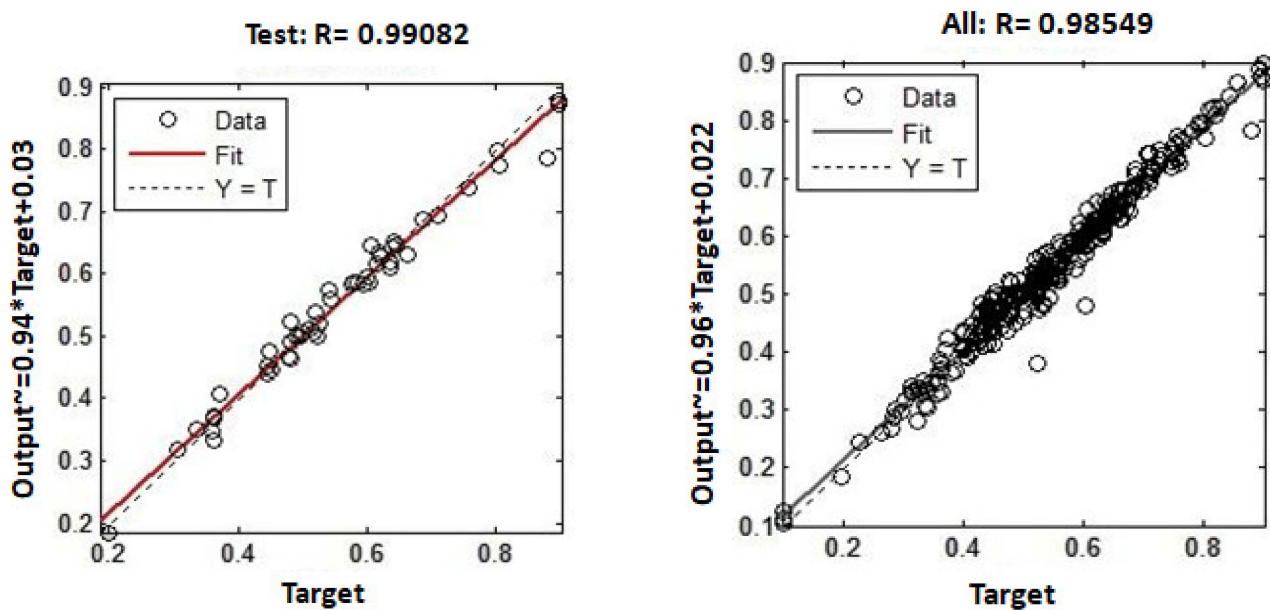 Test: R= 0.99082
Output~=0.94*Target+0.03
0.9
0.8
0.7
0.6
0.5
0.4
0.3
0.2
Data
Fit
Y = T
0.2 0.4 0.6 0.8
Target
All: R= 0.98549
Output~=0.96*Target+0.022
0.9
0.8
0.7
0.6
0.5
0.4
0.3
0.2
0.1
Data
Fit
Y = T
0.2 0.4 0.6 0.8
Target